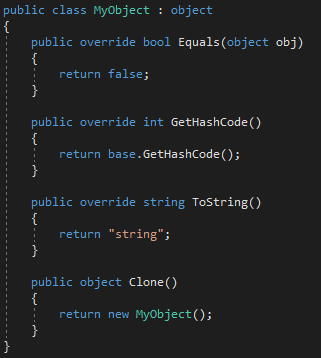 public class MyObject : object
{
    public override bool Equals(object obj)
    {
        return false;
    }

    public override int GetHashCode()
    {
        return base.GetHashCode();
    }

    public override string ToString()
    {
        return "string";
    }

    public object Clone()
    {
        return new MyObject();
    }
}